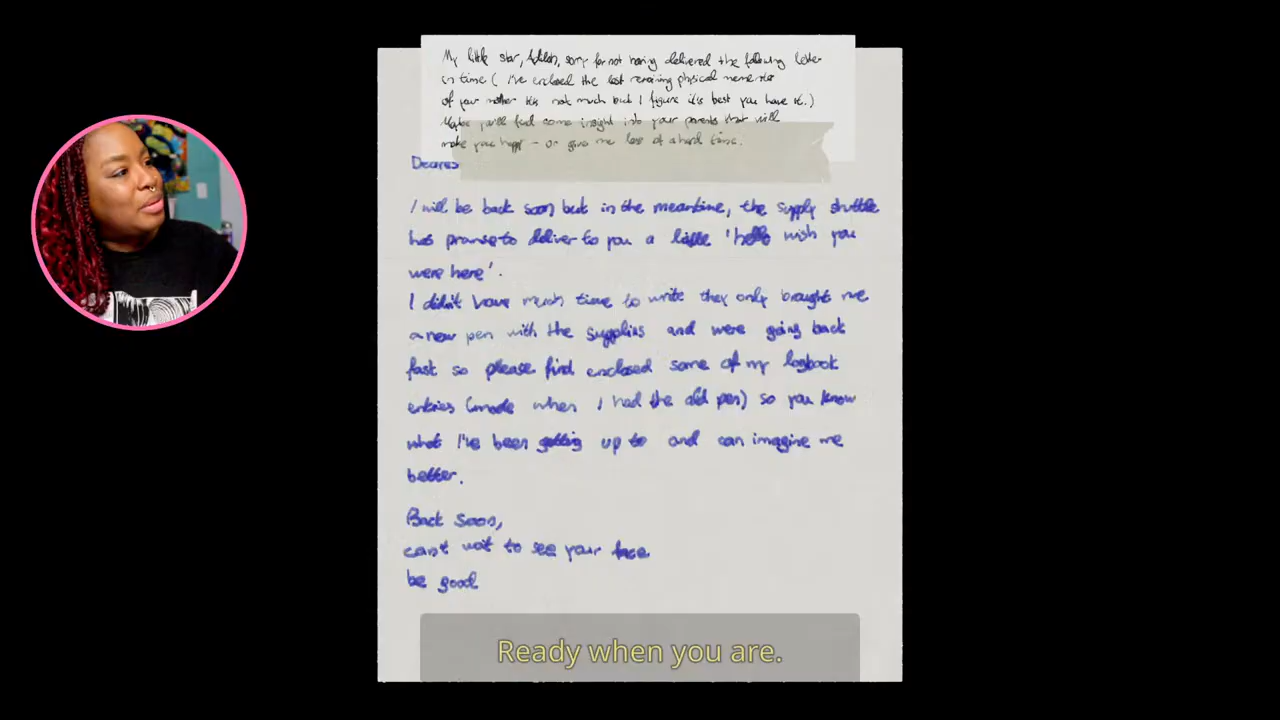 My little star, sorry for not having delivered the following letter
in time ( I've enclosed the last remaining physical mementos
of your mother it is not much but I figure it's best you have it..)
Maybe you'll find some insight into your parents that will
make you happy - or give me less of a hard time.
Deares
I will be back soon but in the meantime, the supply shuttle
has promise to deliver to you a little 'hello wish you
were here'.
I didn't have much time to write they only brought me
a new pen with the supplies and were going back
fast so please find enclosed some of my logbook
entries (made when I had the old pen) so you know
what I've been getting up to and can imagine me
better.
Back soon,
can't wait to see your face
be good
Ready when you are.